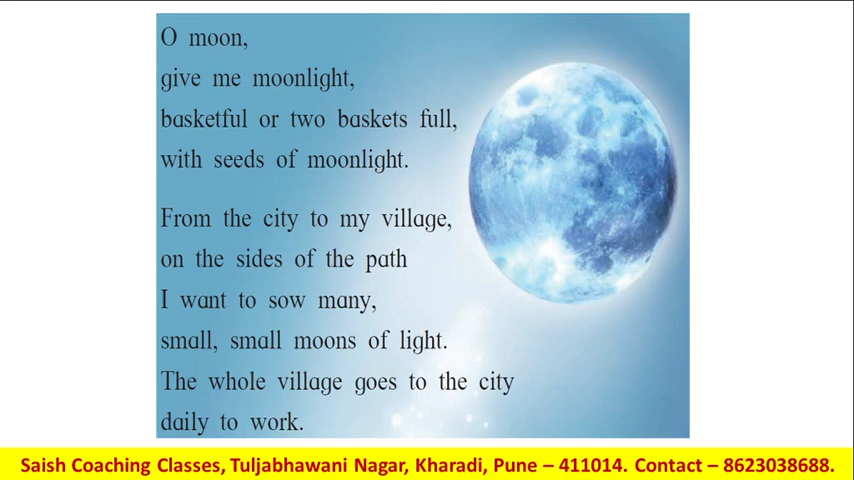 O moon,
give me moonlight,
basketful or two baskets full,
with seeds of moonlight.
From the city to my village,
on the sides of the path
I want to sow many,
small, small moons of light.
The whole village goes to the city
daily to work.
Saish Coaching Classes, Tuljabhawani Nagar, Kharadi, Pune – 411014. Contact – 8623038688.